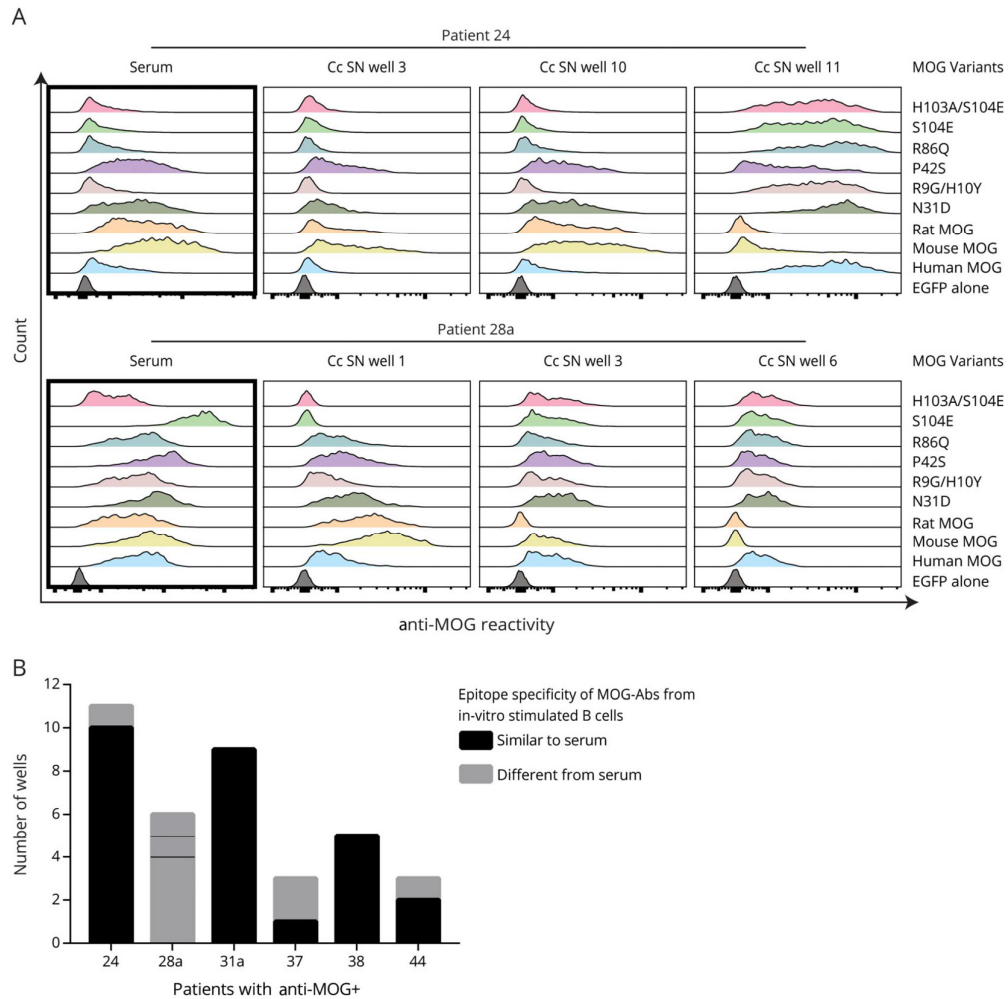 A
Patient 24
Serum
Cc SN well 3
Cc SN well 10
Cc SN well 11
MOG Variants
H103A/S104E
S104E
R86Q
P42S
R9G/H10Y
N31D
Rat MOG
Mouse MOG
Human MOG
EGFP alone
Count
Patient 28a
Serum
Cc SN well 1
Cc SN well 3
Cc SN well 6
MOG Variants
H103A/S104E
S104E
R86Q
P42S
R9G/H10Y
N31D
Rat MOG
Mouse MOG
Human MOG
EGFP alone
anti-MOG reactivity
B
Number of wells
12
10
8
6
4
2
0
24 28a 31a 37 38 44
Patients with anti-MOG+
Epitope specificity of MOG-Abs from
in-vitro stimulated B cells
Similar to serum
Different from serum